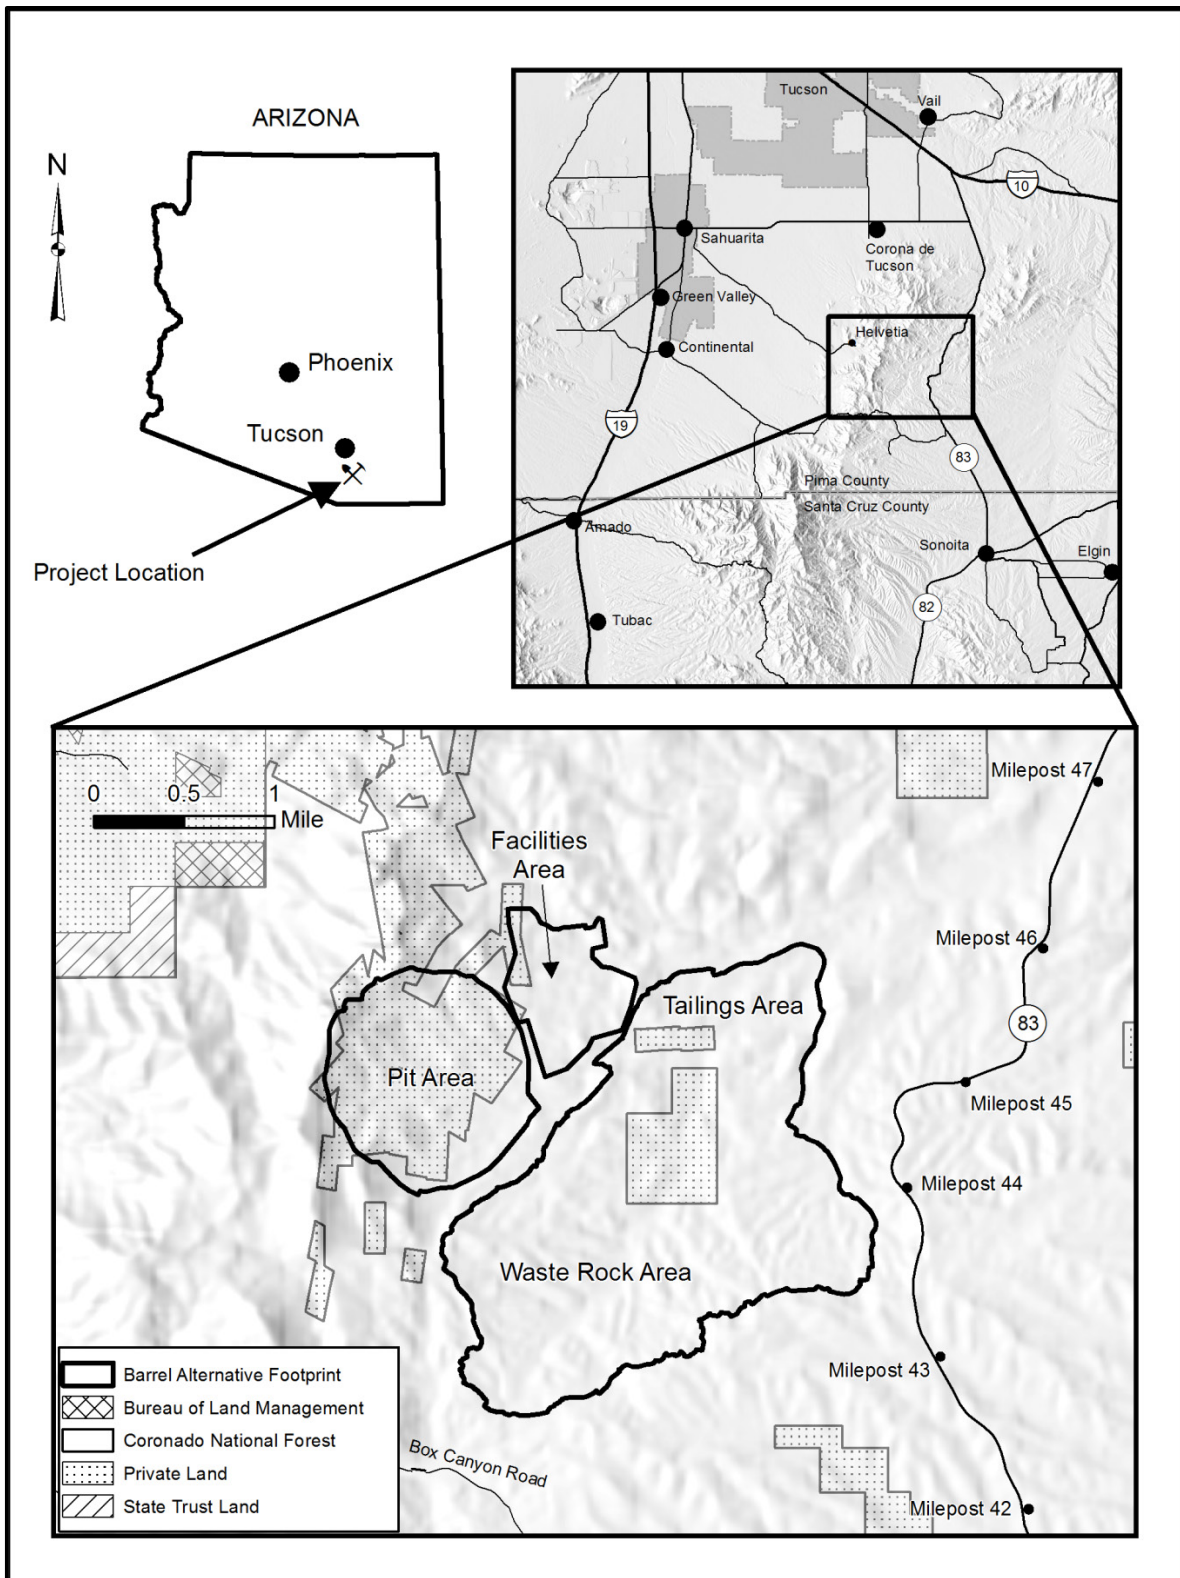 ARIZONA
N
Phoenix
Tucson
Project Location
Tucson
Vail
10
Sahuarita
Corona de
Tucson
Green Valley
Helvetia
Continental
19
83
Pima County
Santa Cruz County
Amado
Sonoita
Elgin
82
Tubac
0 0.5 1
Mile
Milepost 47
Facilities
Area
Milepost 46
Tailings Area
83
Pit Area
Milepost 45
Milepost 44
Waste Rock Area
Milepost 43
Barrel Alternative Footprint
Bureau of Land Management
Coronado National Forest
Private Land
State Trust Land
Box Canyon Road
Milepost 42